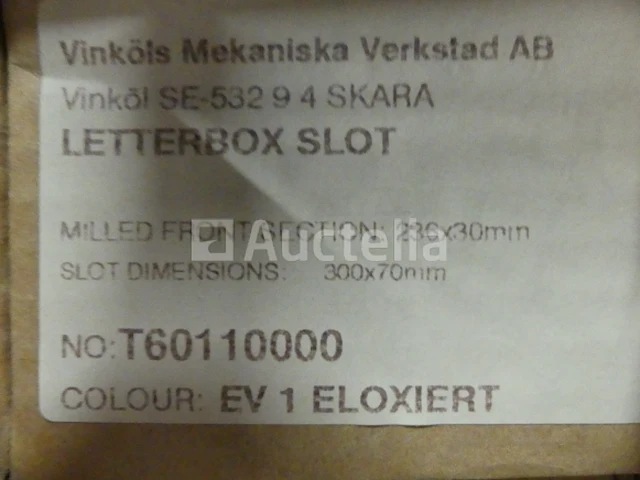 Vinköls Mekaniska Verkstad AB
Vinköl SE-532 9 4 SKARA
LETTERBOX SLOT
MILLED FRONT SECTION: 236x30mm
Auctelia
SLOT DIMENSIONS: 300x70mm
NO: T60110000
COLOUR: EV 1 ELOXIERT